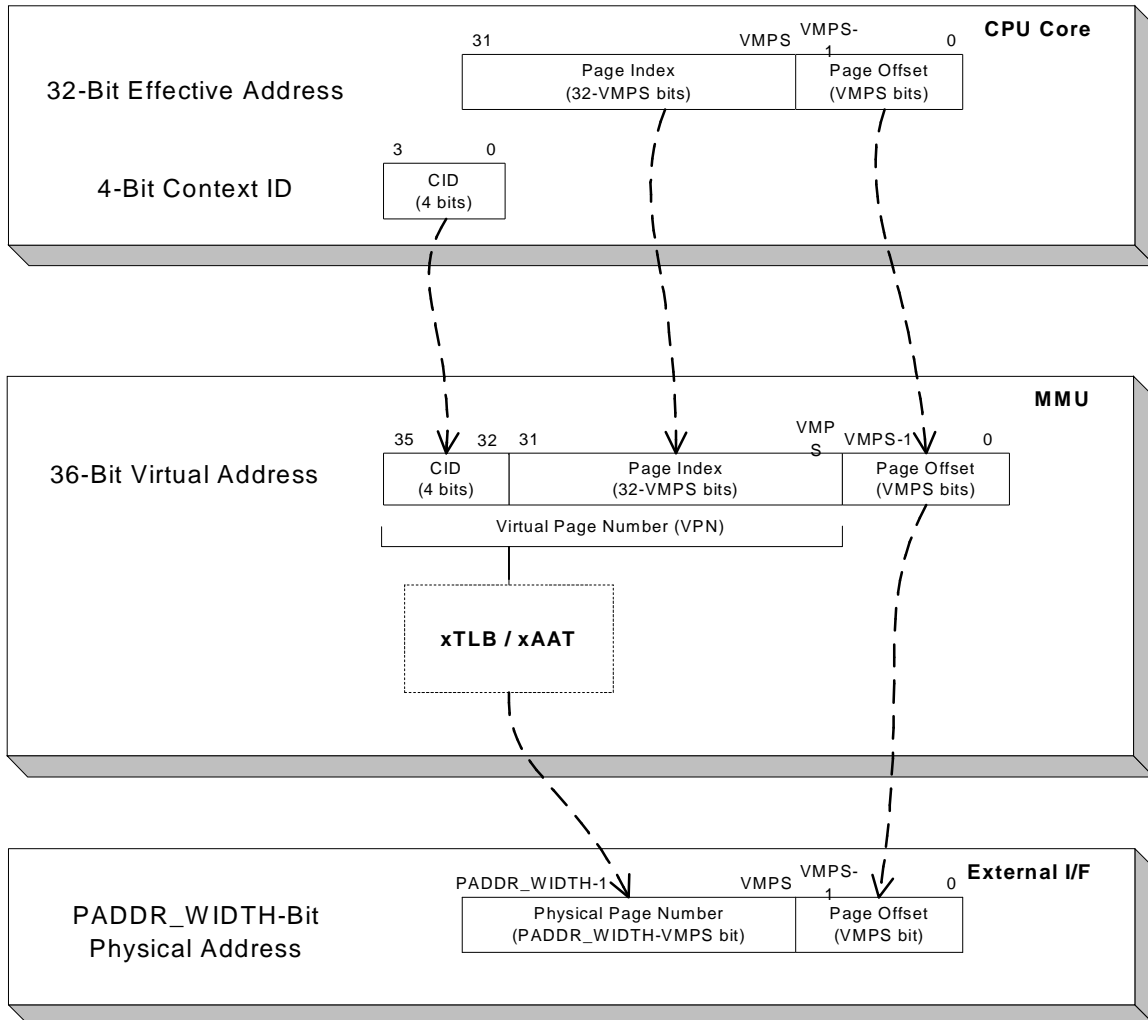 CPU Core
31 VMPS VMPS-
1 0
32-Bit Effective Address
Page Index
(32-VMPS bits)
Page Offset
(VMPS bits)
3 0
4-Bit Context ID
CID
(4 bits)
MMU
35 32 31 VMP
S VMPS-1 0
36-Bit Virtual Address
CID
(4 bits)
Page Index
(32-VMPS bits)
Page Offset
(VMPS bits)
Virtual Page Number (VPN)
xTLB / xAAT
External I/F
PADDR_WIDTH-1 VMPS VMPS-
1 0
PADDR_WIDTH-Bit
Physical Address
Physical Page Number
(PADDR_WIDTH-VMPS bit)
Page Offset
(VMPS bit)